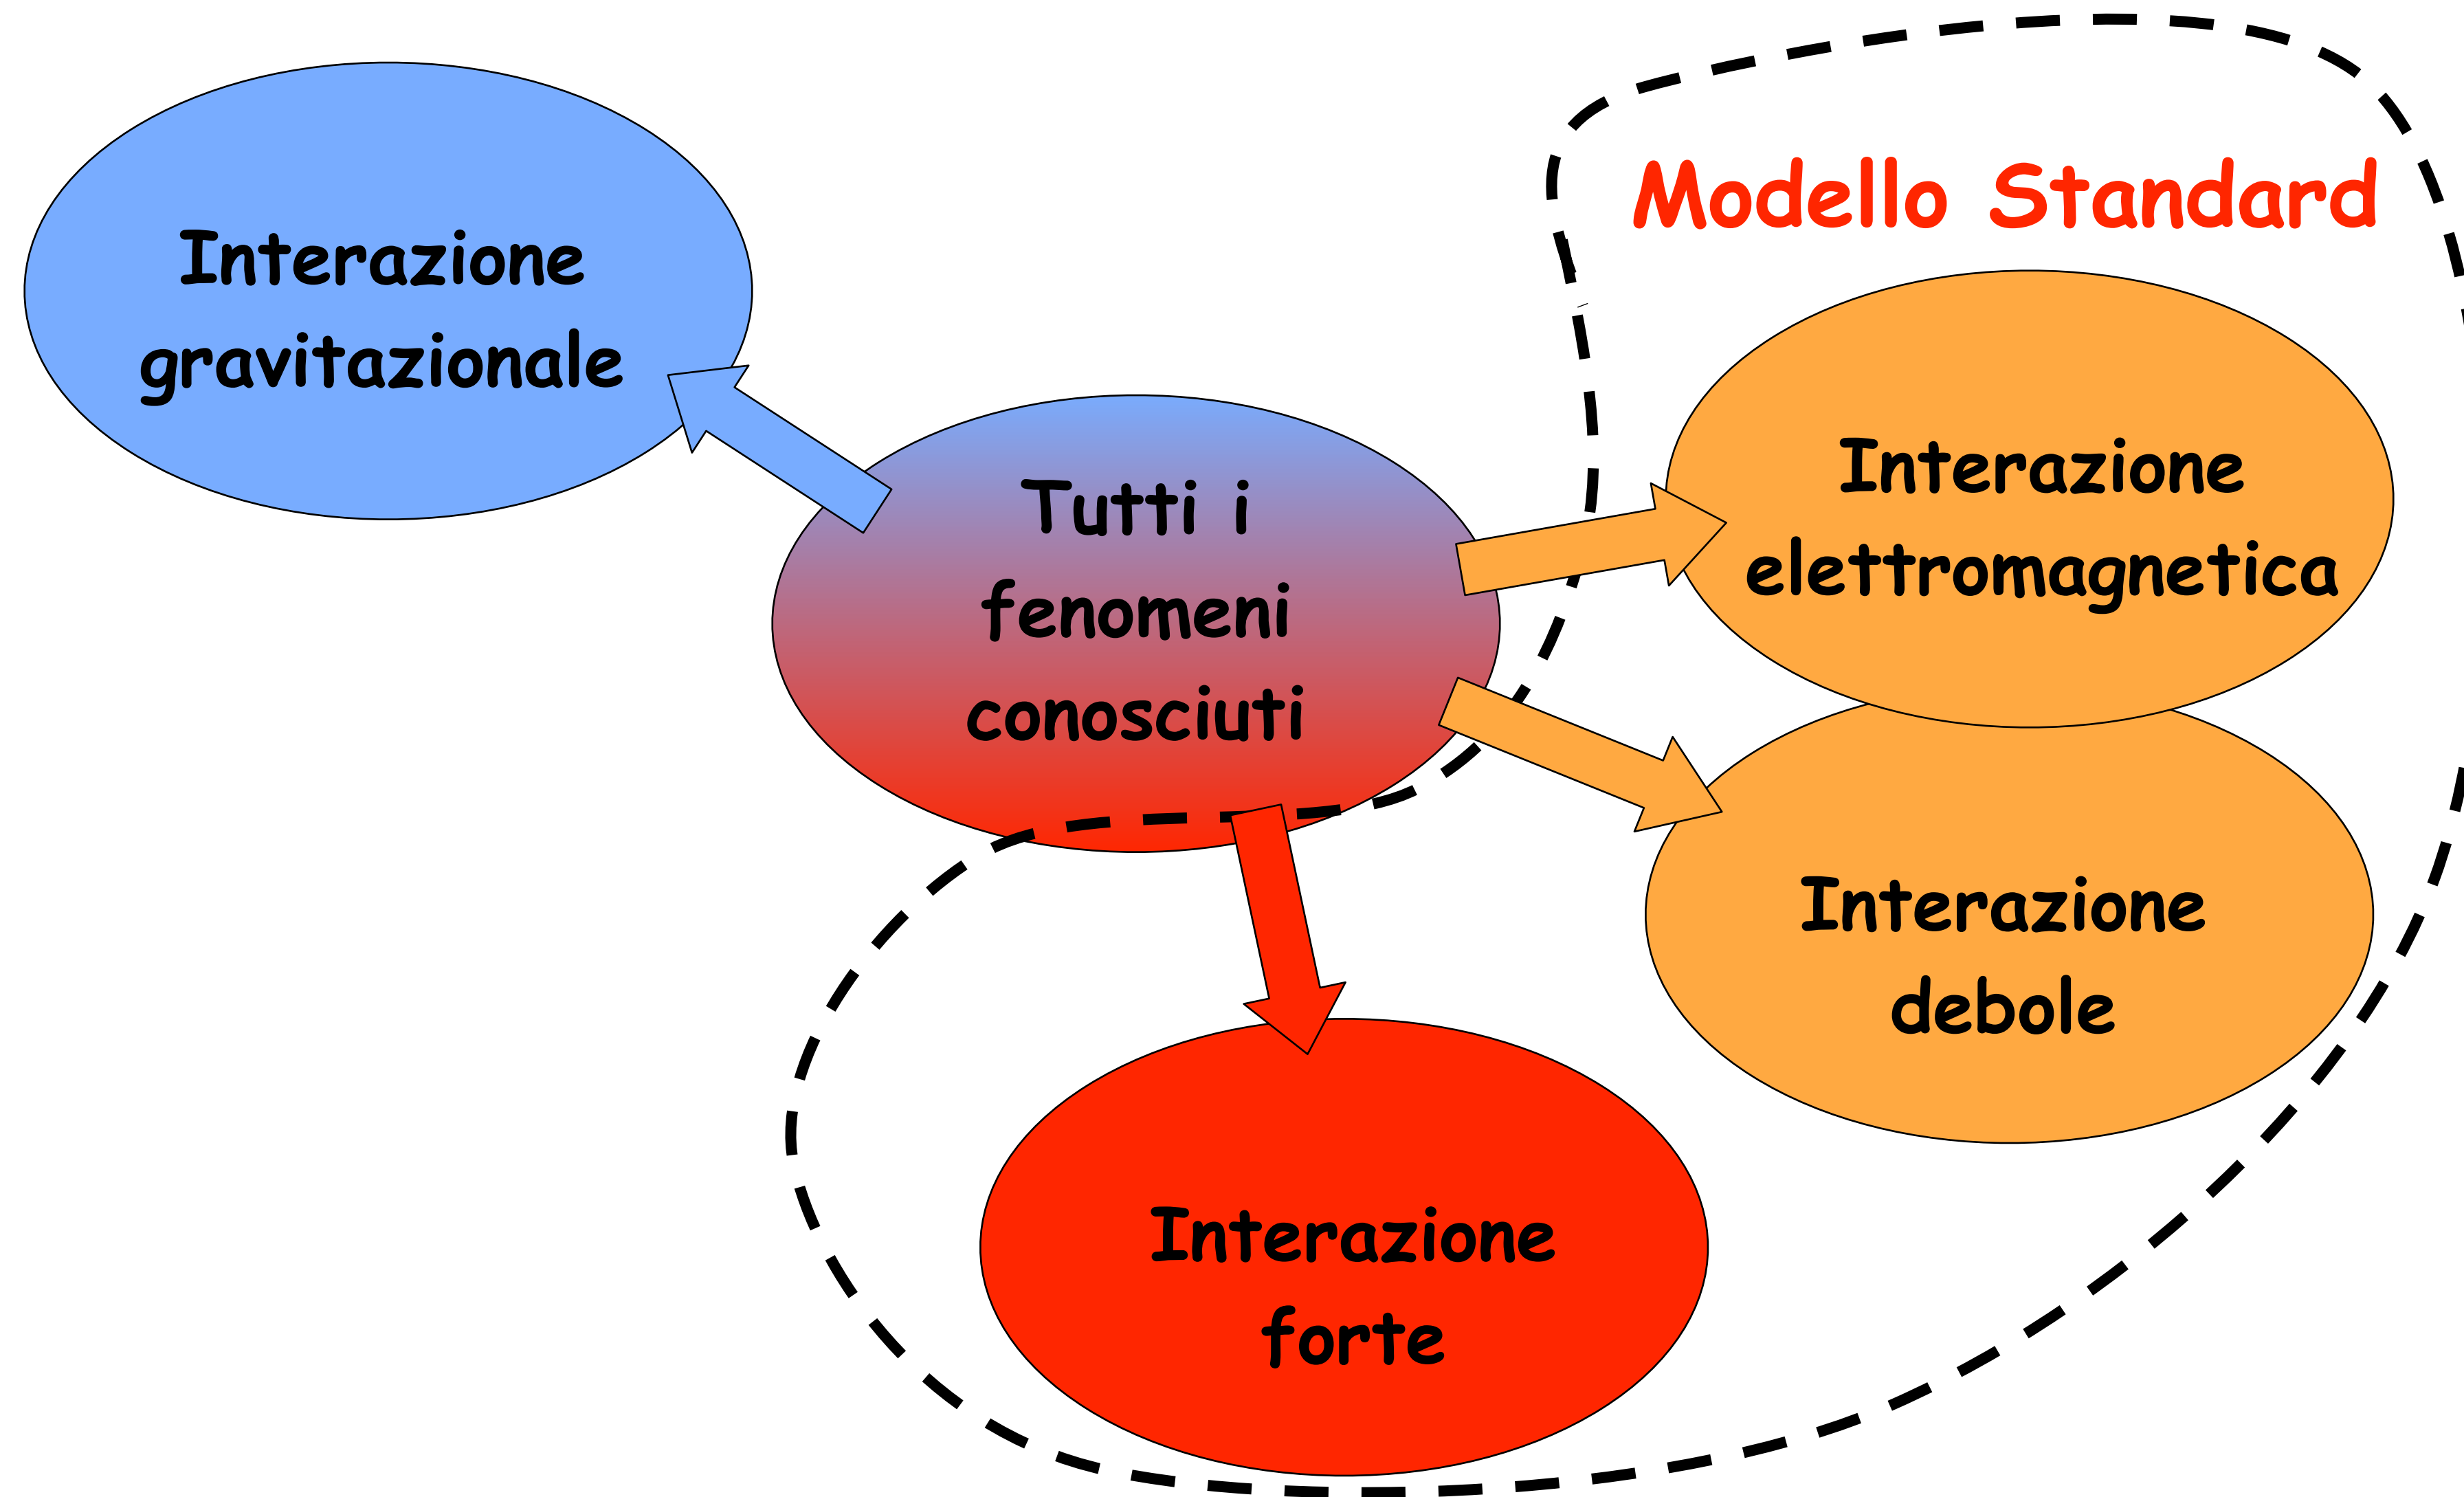 Modello Standard
Interazione
gravitazionale
Tutti i
fenomeni
conosciuti
Interazione
elettromagnetica
Interazione
debole
Interazione
forte